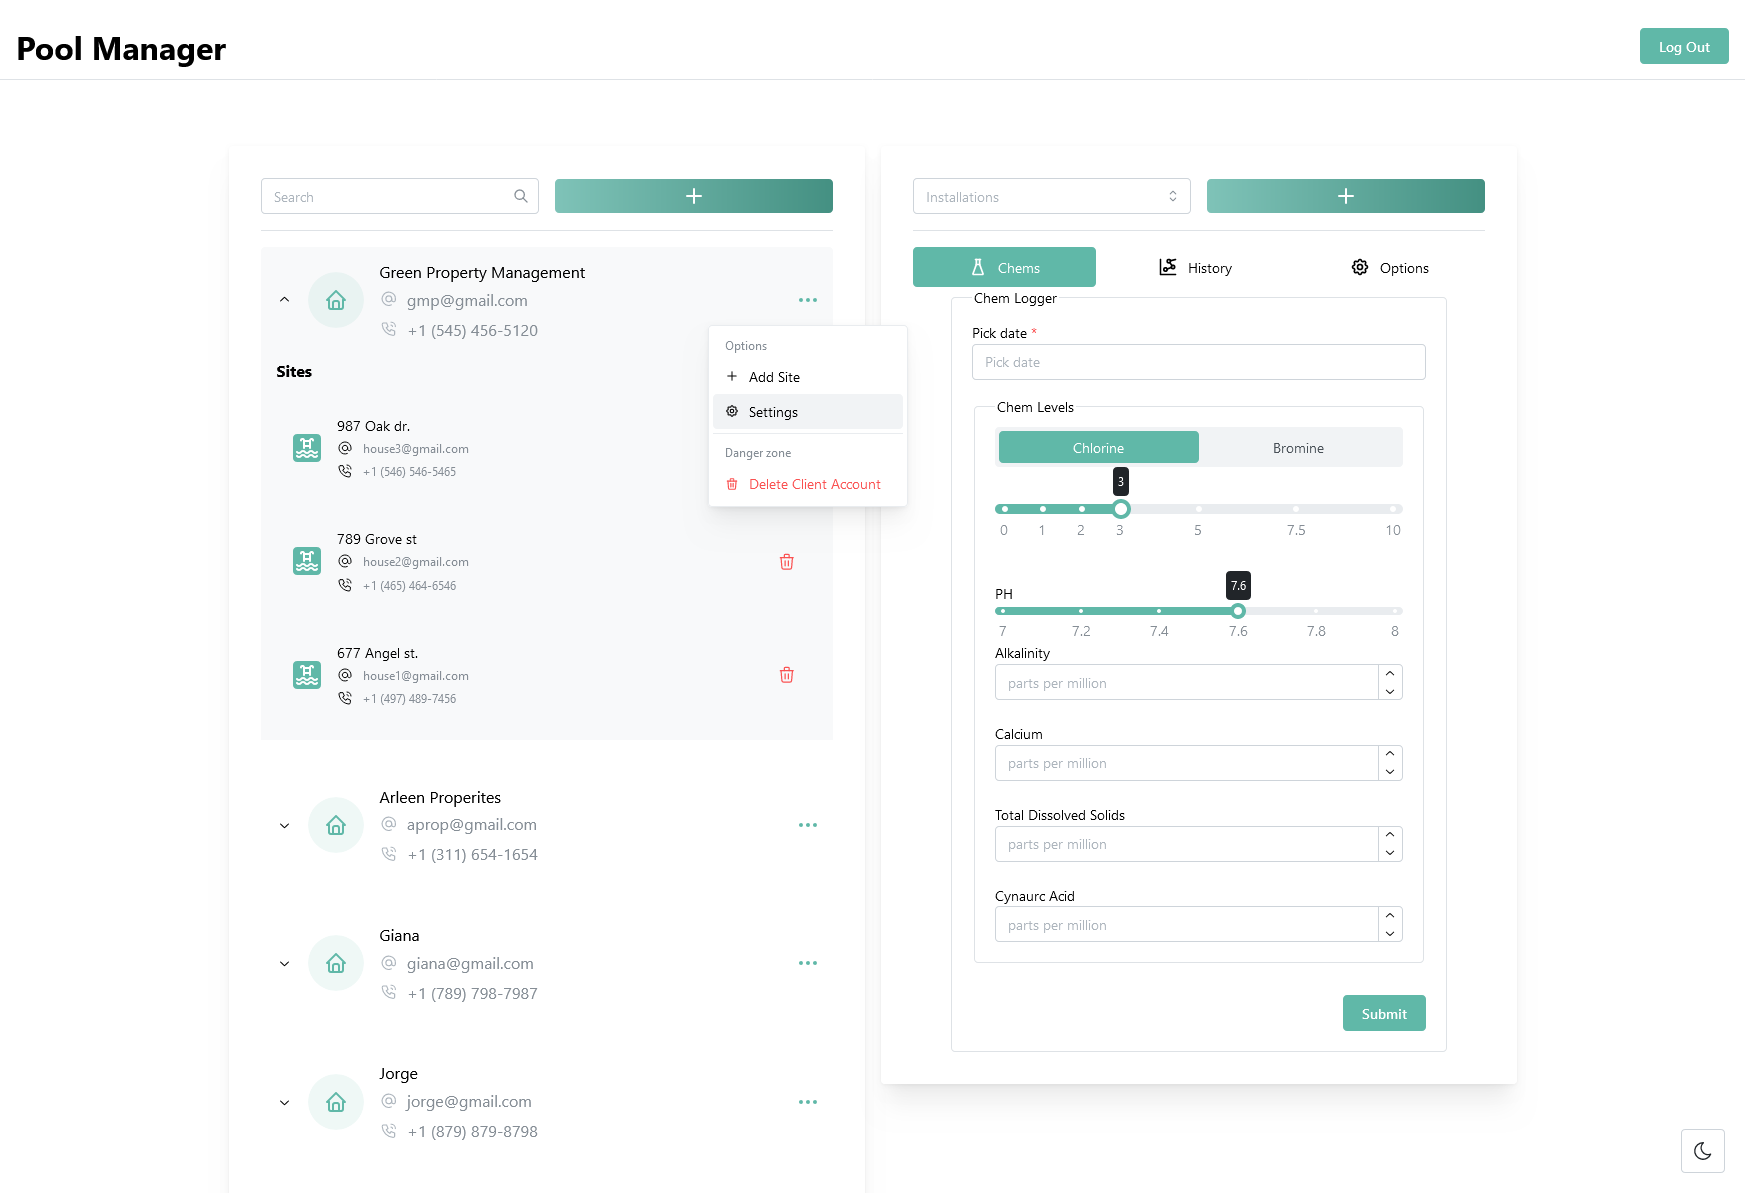 Pool Manager
Log Out
Search
Green Property Management
gmp@gmail.com
+1 (545) 456-5120
Options
Add Site
Settings
Danger zone
Delete Client Account
Sites
987 Oak dr.
house3@gmail.com
+1 (546) 546-5465
789 Grove st
house2@gmail.com
+1 (465) 464-6546
677 Angel st.
house1@gmail.com
+1 (497) 489-7456
Arleen Properites
aprop@gmail.com
+1 (311) 654-1654
Giana
giana@gmail.com
+1 (789) 798-7987
Jorge
jorge@gmail.com
+1 (879) 879-8798
Installations
Chems History Options
Chem Logger
Pick date *
Pick date
Chem Levels
Chlorine Bromine
3
0 1 2 3 5 7.5 10
7.6
PH
7 7.2 7.4 7.6 7.8 8
Alkalinity
parts per million
Calcium
parts per million
Total Dissolved Solids
parts per million
Cynaurc Acid
parts per million
Submit